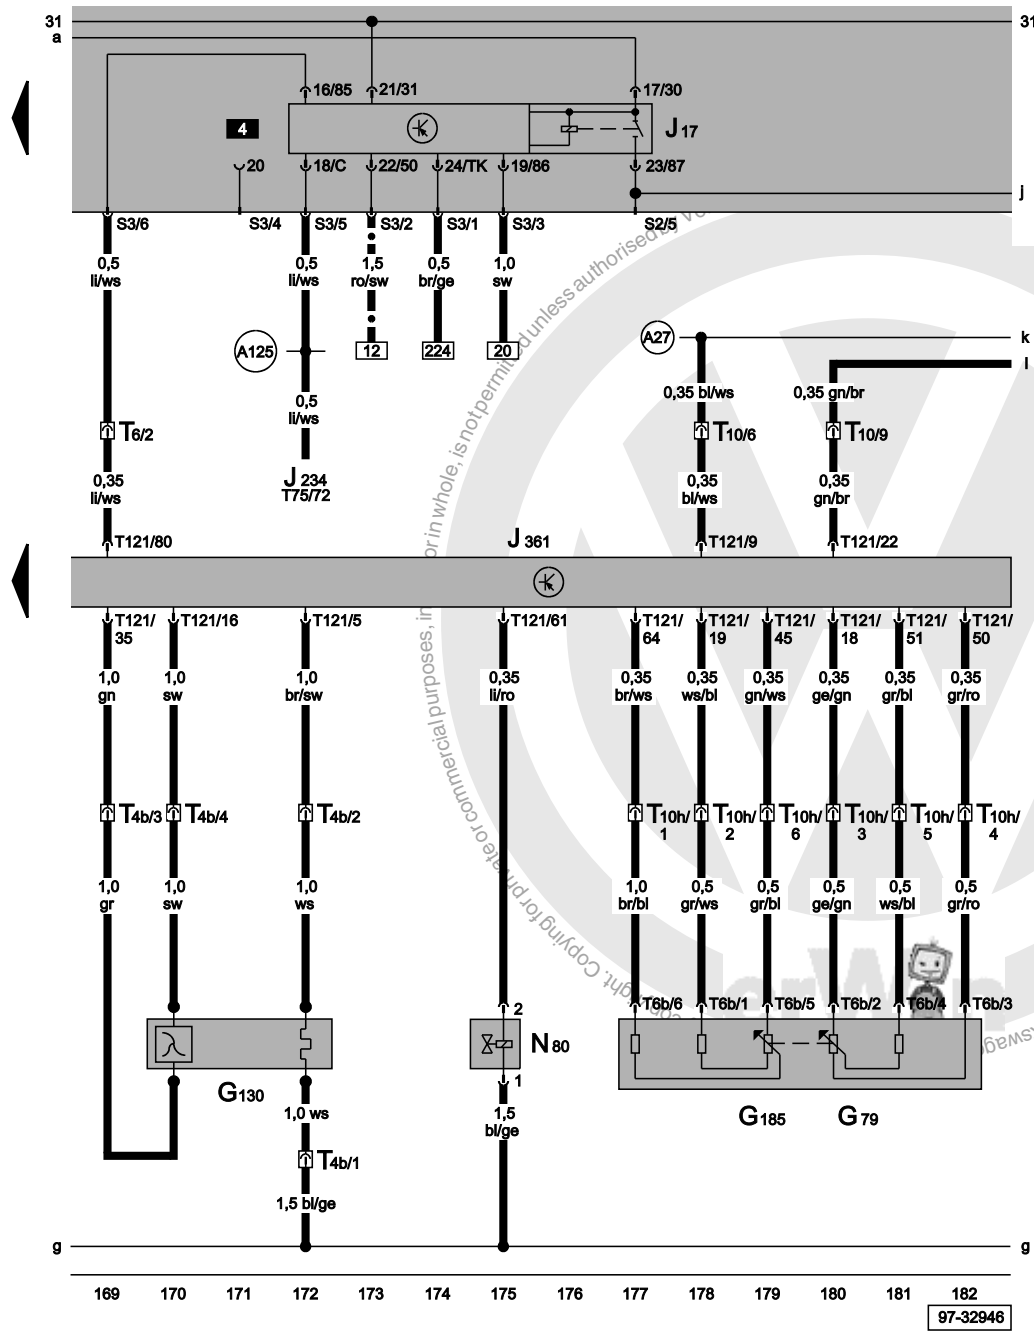 31 31
a
16/85 21/31 17/30
4 J17
20 18/C 22/50 24/TK 19/86 23/87
j
S3/6 S3/4 S3/5 S3/2 S3/1 S3/3 S2/5
0,5 0,5 1,5 0,5 1,0
li/ws li/ws ro/sw br/ge sw
A125 12 224 20 A27 k
l
0,5 0,35 bl/ws 0,35 gn/br
li/ws
T6/2 T10/6 T10/9
0,35 J234 0,35 0,35
li/ws T75/72 bl/ws gn/br
T121/80 J361 T121/9 T121/22
T121/ T121/16 T121/5 T121/61 T121/ T121/ T121/ T121/ T121/ T121/
35 64 19 45 18 51 50
1,0 1,0 1,0 0,35 0,35 0,35 0,35 0,35 0,35 0,35
gn sw br/sw li/ro br/ws ws/bl gn/ws ge/gn gr/bl gr/ro
T4b/3 T4b/4 T4b/2 T10h/ T10h/ T10h/ T10h/ T10h/ T10h/
1 2 6 3 5 4
1,0 1,0 1,0 1,0 0,5 0,5 0,5 0,5 0,5
gr sw ws br/bl gr/ws gr/bl ge/gn ws/bl gr/ro
2 T6b/6 T6b/1 T6b/5 T6b/2 T6b/4 T6b/3
N80
1
G130
1,0 ws 1,5 G185 G79
bl/ge
T4b/1
1,5 bl/ge
g g
169 170 171 172 173 174 175 176 177 178 179 180 181 182
97-32946